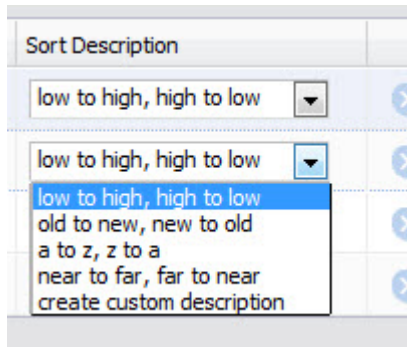 Sort Description
low to high, high to low
low to high, high to low
low to high, high to low
old to new, new to old
a to z, z to a
near to far, far to near
create custom description